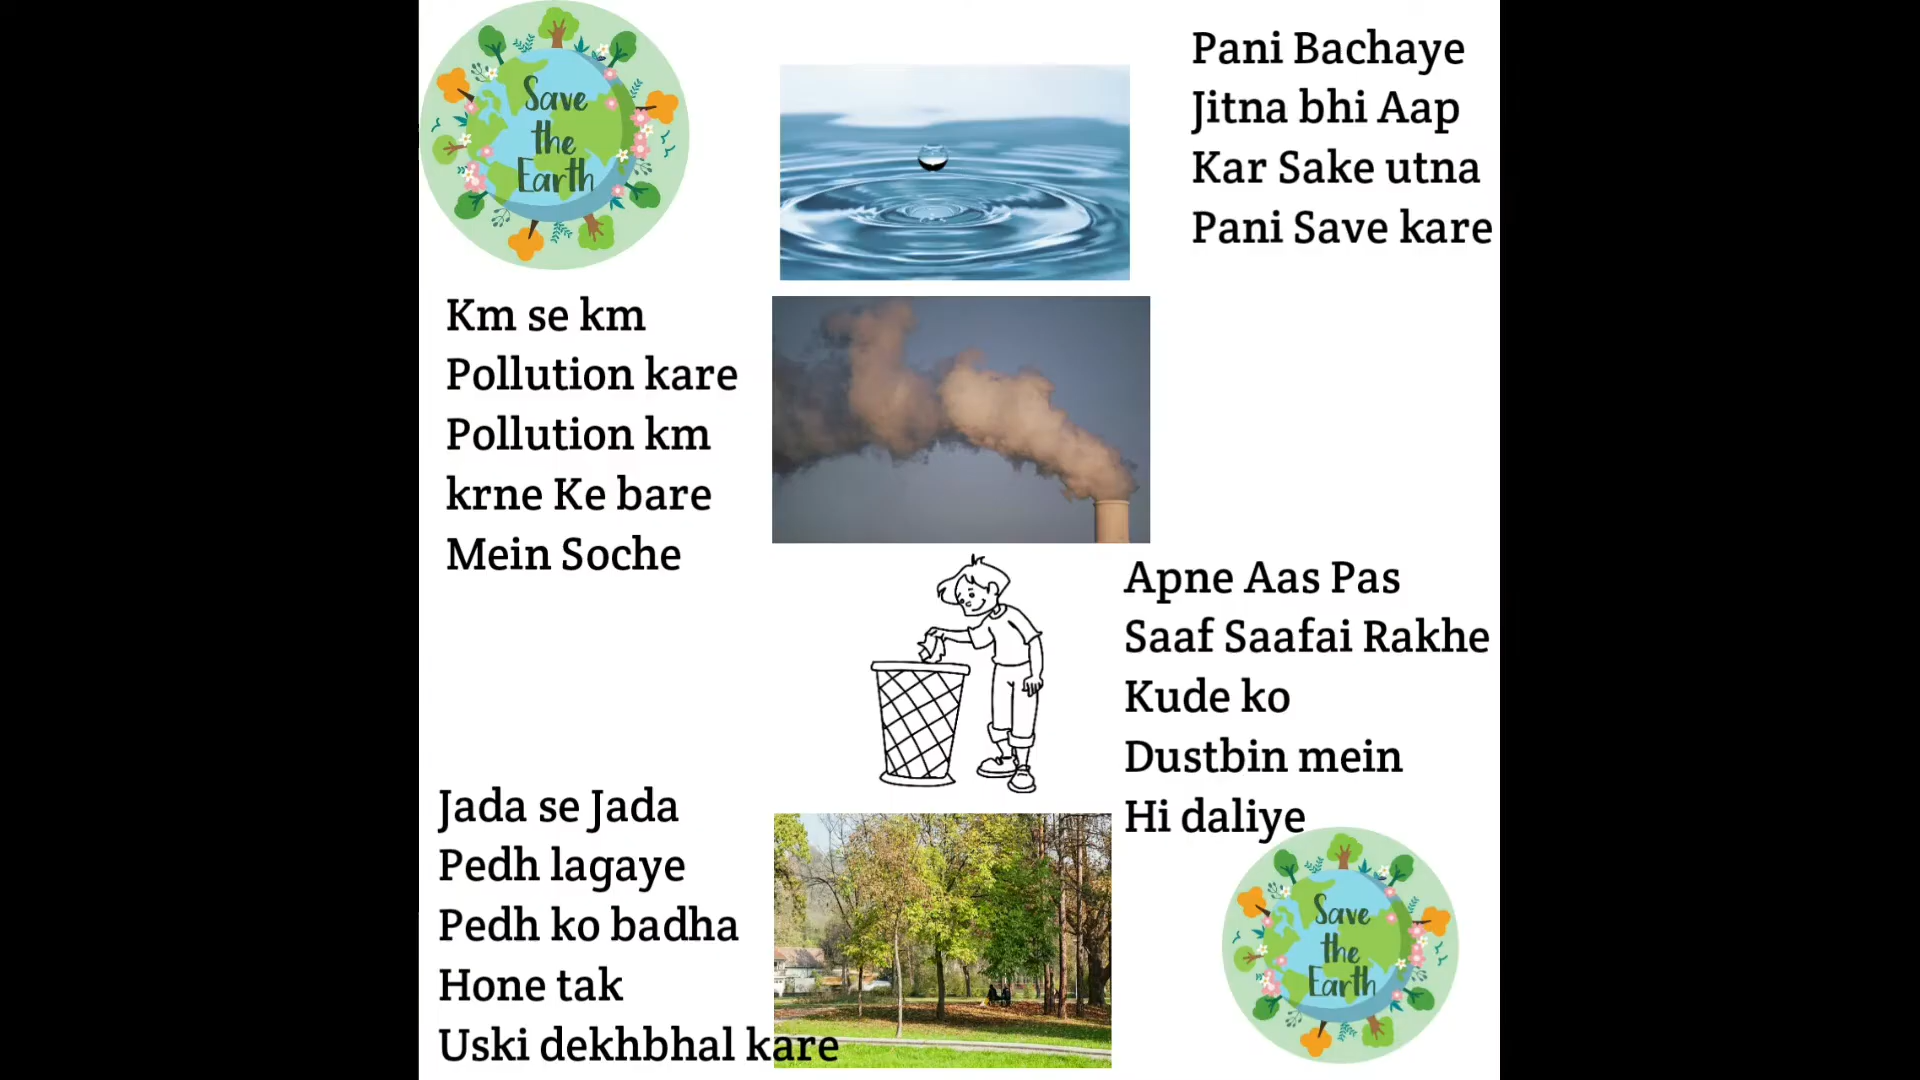 Save
the
Earth
Pani Bachaye
Jitna bhi Aap
Kar Sake utna
Pani Save kare
Km se km
Pollution kare
Pollution km
krne Ke bare
Mein Soche
Apne Aas Pas
Saaf Saafai Rakhe
Kude ko
Dustbin mein
Hi daliye
Jada se Jada
Pedh lagaye
Pedh ko badha
Hone tak
Uski dekhbhal kare
Save
the
Earth